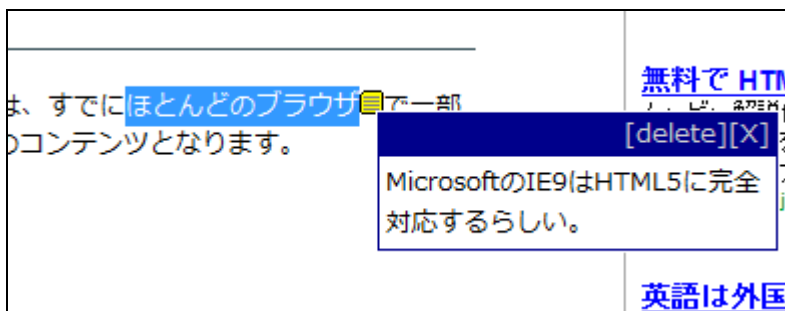 は、すでにほとんどのブラウザで一部
のコンテンツとなります。
[delete][X]
MicrosoftのIE9はHTML5に完全
対応するらしい。
無料で HTM
英語は外国